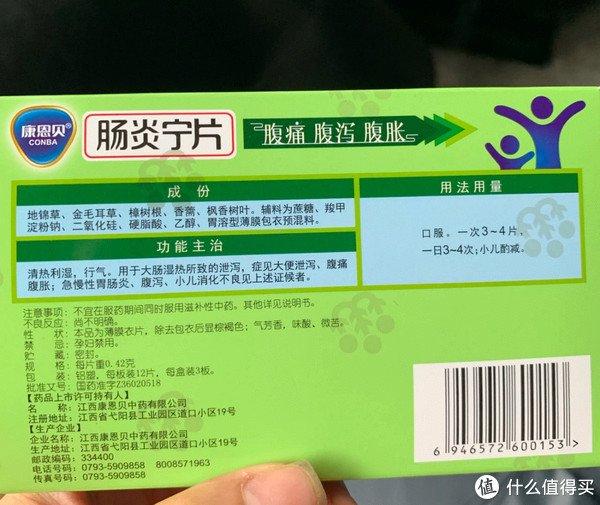 康恩贝®
CONBA
肠炎宁片
腹痛 腹泻 腹胀
成份
地锦草、金毛耳草、樟树根、香薷、枫香树叶。辅料为蔗糖、羧甲
淀粉钠、二氧化硅、硬脂酸、乙醇、胃溶型薄膜包衣预混料。
功能主治
清热利湿，行气。用于大肠湿热所致的泄泻，症见大便泄泻、腹痛
腹胀；急慢性胃肠炎、腹泻、小儿消化不良见上述证候者。
用法用量
口服。一次3~4片，
一日3~4次；小儿酌减。
注意事项：不宜在服药期间同时服用滋补性中药。其他详见说明书。
不良反应：尚不明确。
性状：本品为薄膜衣片，除去包衣后显棕褐色；气芳香，味酸、微苦。
禁忌：孕妇禁用。
贮藏：密封。
规格：每片重0.42克
包装：铝塑，每板装12片，每盒装3板。
批准文号：国药准字Z36020518
【药品上市许可持有人】
名称：江西康恩贝中药有限公司
注册地址：江西省弋阳县工业园区道口小区19号
【生产企业】
企业名称：江西康恩贝中药有限公司
生产地址：江西省弋阳县工业园区道口小区19号
邮政编码：334400
电话号码：0793-5909858 8008571963
传真号码：0793-5909858
6 946572 600153 >
值 什么值得买